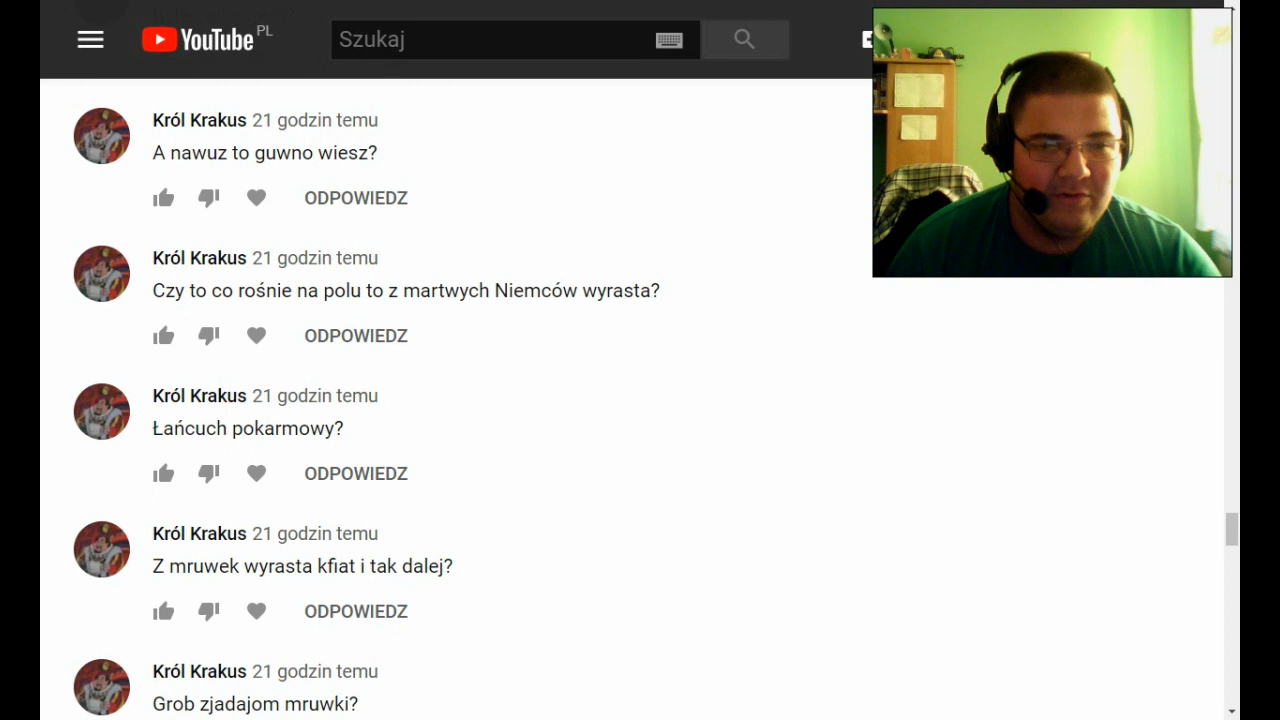 YouTube PL
Szukaj
Król Krakus 21 godzin temu
A nawuz to guwno wiesz?
ODPOWIEDZ
Król Krakus 21 godzin temu
Czy to co rośnie na polu to z martwych Niemców wyrasta?
ODPOWIEDZ
Król Krakus 21 godzin temu
Łańcuch pokarmowy?
ODPOWIEDZ
Król Krakus 21 godzin temu
Z mruwek wyrasta kfiat i tak dalej?
ODPOWIEDZ
Król Krakus 21 godzin temu
Grob zjadajom mruwki?